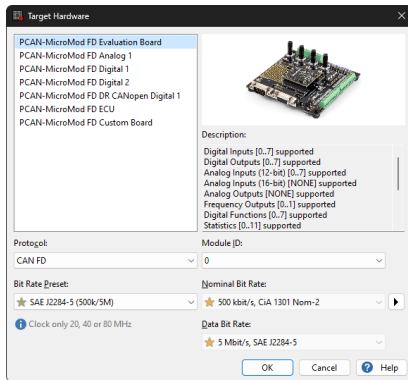 Target Hardware
PCAN-MicroMod FD Evaluation Board
PCAN-MicroMod FD Analog 1
PCAN-MicroMod FD Digital 1
PCAN-MicroMod FD Digital 2
PCAN-MicroMod FD DR CANopen Digital 1
PCAN-MicroMod FD ECU
PCAN-MicroMod FD Custom Board
Description:
Digital Inputs [0..7] supported
Digital Outputs [0..7] supported
Analog Inputs (12-bit) [0..7] supported
Analog Inputs (16-bit) [NONE] supported
Analog Outputs [NONE] supported
Frequency Outputs [0..1] supported
Digital Functions [0..7] supported
Statistics [0..11] supported
Protocol:
CAN FD
Module ID:
0
Bit Rate Preset:
SAE J2284-5 (500k/5M)
Clock only 20, 40 or 80 MHz
Nominal Bit Rate:
500 kbit/s, CiA 1301 Nom-2
Data Bit Rate:
5 Mbit/s, SAE J2284-5
OK
Cancel
Help